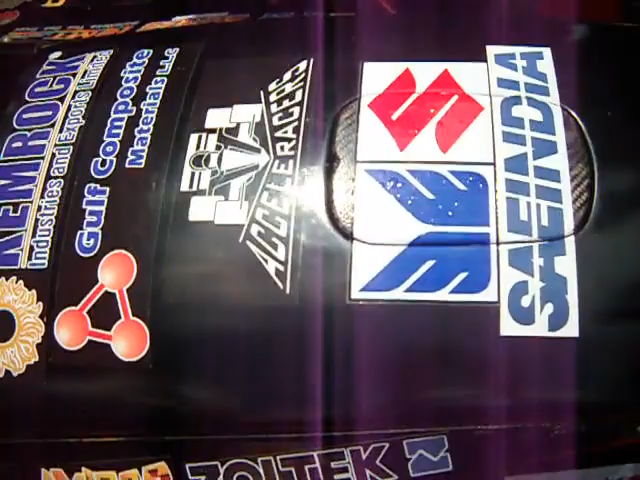 KEMROCK
Industries and Exports Limited
Gulf Composite
Materials LLC
ACCELERACERS
SAEINDIA
ZOLTEK